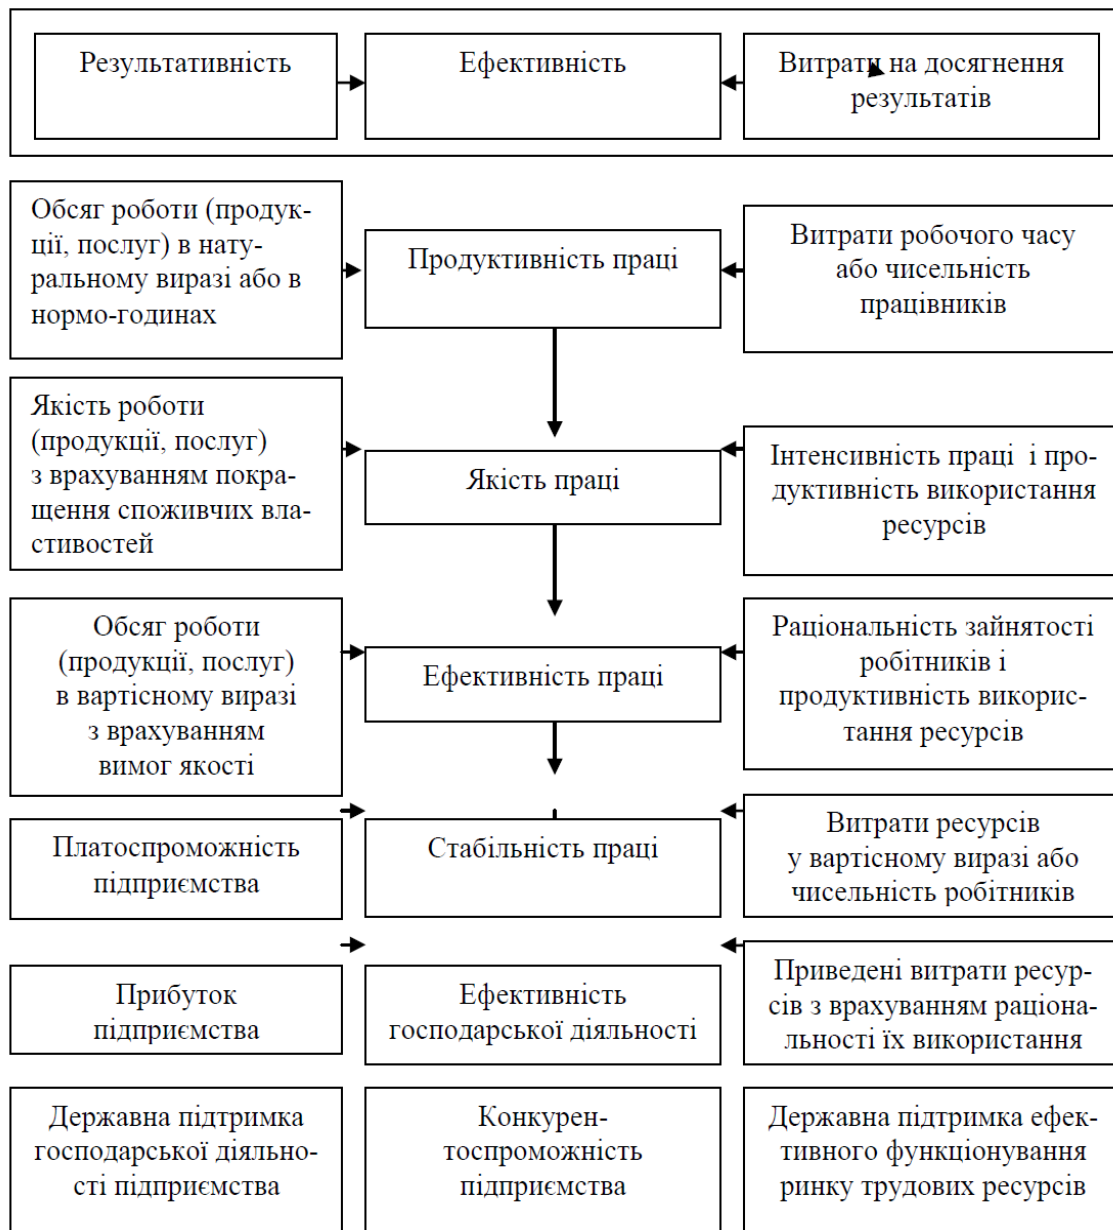 Результативність
Ефективність
Витрати на досягнення
результатів
Обсяг роботи (продук-
ції, послуг) в нату-
ральному виразі або в
нормо-годинах
Продуктивність праці
Витрати робочого часу
або чисельність
працівників
Якість роботи
(продукції, послуг)
з врахуванням покра-
щення споживчих вла-
стивостей
Якість праці
Інтенсивність праці і про-
дуктивність використання
ресурсів
Обсяг роботи
(продукції, послуг)
в вартісному виразі
з врахуванням
вимог якості
Ефективність праці
Раціональність зайнятості
робітників і
продуктивність викорис-
тання ресурсів
Платоспроможність
підприємства
Стабільність праці
Витрати ресурсів
у вартісному виразі або
чисельність робітників
Прибуток
підприємства
Ефективність
господарської діяльності
Приведені витрати ресур-
сів з врахуванням раціона-
льності їх використання
Державна підтримка
господарської діяльно-
сті підприємства
Конкурен-
тоспроможність
підприємства
Державна підтримка ефек-
тивного функціонування
ринку трудових ресурсів